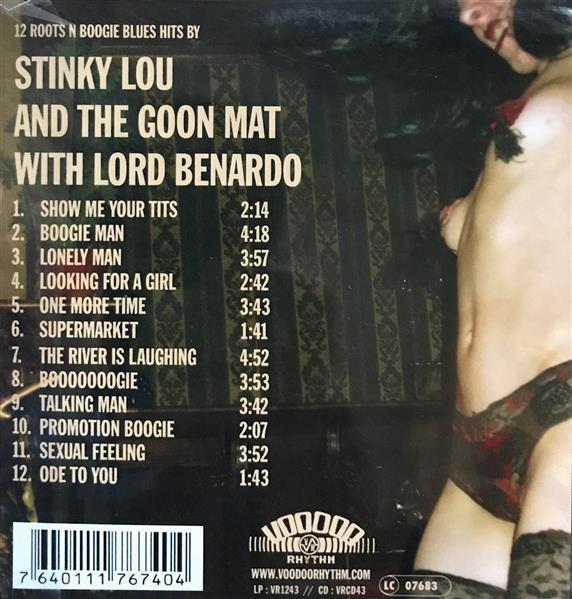 12 ROOTS N BOOGIE BLUES HITS BY
STINKY LOU
AND THE GOON MAT
WITH LORD BENARDO
1. SHOW ME YOUR TITS 2:14
2. BOOGIE MAN 4:18
3. LONELY MAN 3:57
4. LOOKING FOR A GIRL 2:42
5. ONE MORE TIME 3:43
6. SUPERMARKET 1:41
7. THE RIVER IS LAUGHING 4:52
8. BOOOOOOOGIE 3:53
9. TALKING MAN 3:42
10. PROMOTION BOOGIE 2:07
11. SEXUAL FEELING 3:52
12. ODE TO YOU 1:43
VOODOO
RHYTHM
WWW.VOODOORHYTHM.COM
LP : VR1243 // CD : VRCD43
LC 07683
7 640111 767404